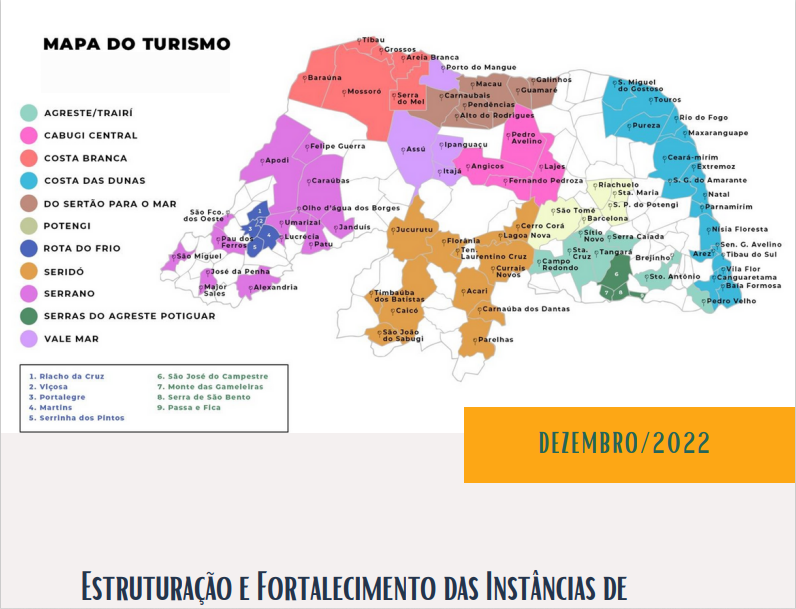 MAPA DO TURISMO
AGRESTE/TRAIRÍ
CABUGI CENTRAL
COSTA BRANCA
COSTA DAS DUNAS
DO SERTÃO PARA O MAR
POTENGI
ROTA DO FRIO
SERIDÓ
SERRANO
SERRAS DO AGRESTE POTIGUAR
VALE MAR
Tibau
Grossos
Areia Branca
Porto do Mangue
Baraúna
Mossoró
Serra
do Mel
Macau
Carnaubais
Pendências
Alto do Rodrigues
Galinhos
Guamaré
S. Miguel
do Gostoso
Touros
Rio do Fogo
Pureza
Maxaranguape
Ceará-mirim
Extremoz
S. G. do Amarante
Natal
Parnamirim
Nisia Floresta
Sen. G. Avelino
Tibau do Sul
Arez
Vila Flor
Canguaretama
Baía Formosa
Pedro Velho
Apodi
Felipe Guerra
Caraúbas
Assú
Ipanguaçu
Itajá
Pedro
Avelino
Angicos
Lajes
Fernando Pedroza
Riachuelo
Sta. Maria
S. P. do Potengi
São Tomé
Barcelona
Olho d'água dos Borges
São Fco.
dos Oeste
Umarizal
Janduís
Lucrécia
Patu
Pau dos
Ferros
São Miguel
José da Penha
Major
Sales
Alexandria
Jucurutu
Florânia
Cerro Corá
Lagoa Nova
Ten.
Laurentino Cruz
Currais
Novos
Sítio
Novo
Serra Caiada
Sta.
Cruz
Tangará
Brejinho
Campo
Redondo
Sto. Antônio
Timbaúba
dos Batistas
Caicó
Acari
Carnaúba dos Dantas
São João
do Sabugi
Parelhas
1
2
3
4
5
6
7
8
1. Riacho da Cruz
2. Viçosa
3. Portalegre
4. Martins
5. Serrinha dos Pintos
6. São José do Campestre
7. Monte das Gameleiras
8. Serra de São Bento
9. Passa e Fica
DEZEMBRO/2022
ESTRUTURAÇÃO E FORTALECIMENTO DAS INSTÂNCIAS DE